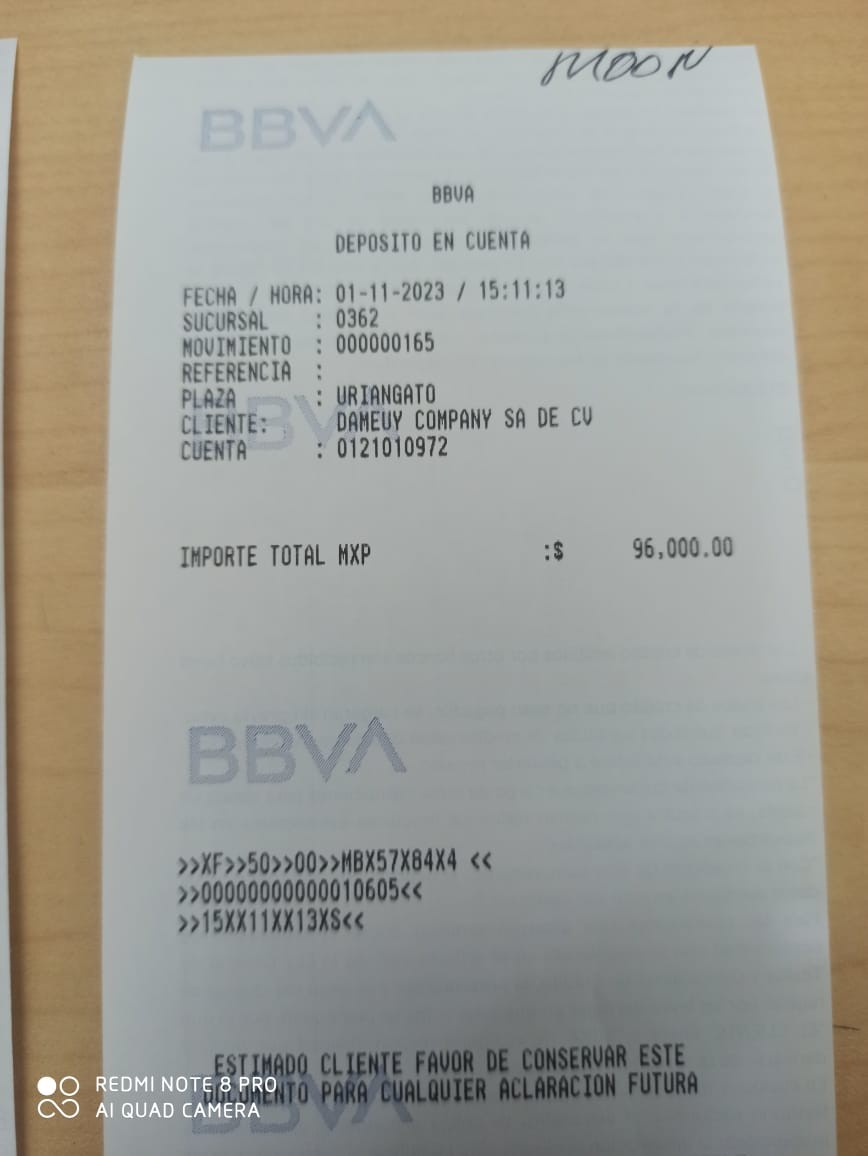 MOON
BBVA
BBVA
DEPOSITO EN CUENTA
FECHA / HORA: 01-11-2023 / 15:11:13
SUCURSAL : 0362
MOVIMIENTO : 000000165
REFERENCIA :
PLAZA : URIANGATO
CLIENTE: DAMEUY COMPANY SA DE CV
CUENTA : 0121010972
BBVA
IMPORTE TOTAL MXP :$ 96,000.00
BBVA
>>XF>>50>>00>>MBX57X84X4 <<
>>00000000000010605<<
>>15XX11XX13XS<<
ESTIMADO CLIENTE FAVOR DE CONSERVAR ESTE
DOCUMENTO PARA CUALQUIER ACLARACION FUTURA
BBVA
REDMI NOTE 8 PRO
AI QUAD CAMERA